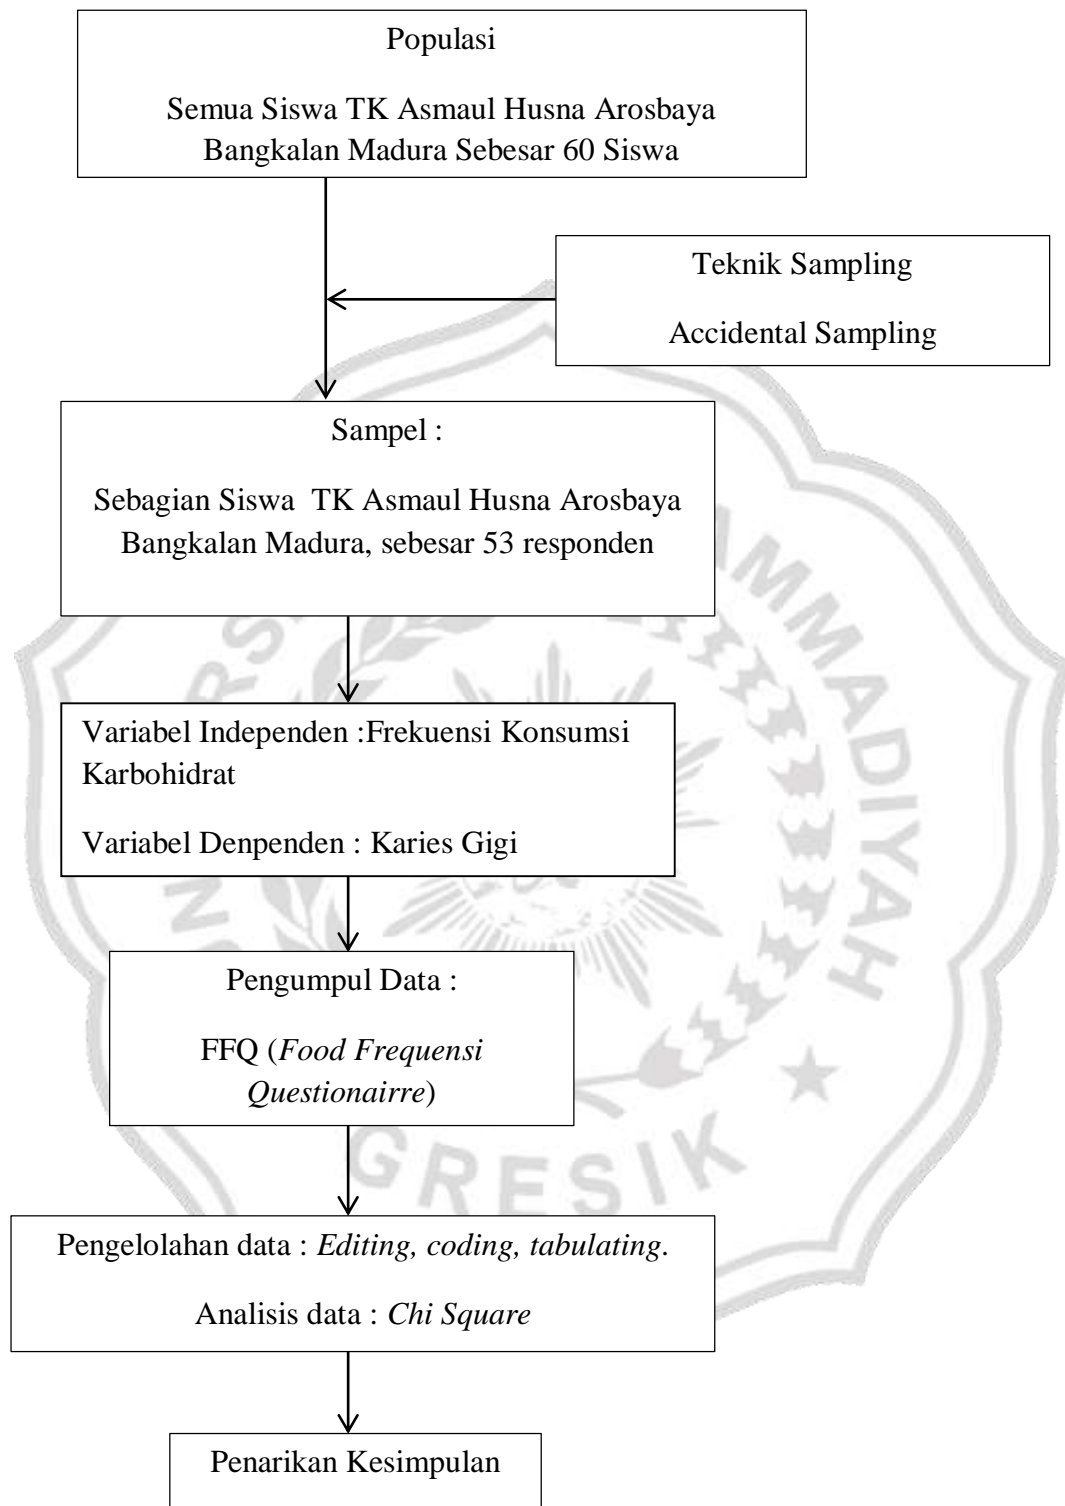 Populasi
Semua Siswa TK Asmaul Husna Arosbaya
Bangkalan Madura Sebesar 60 Siswa
Teknik Sampling
Accidental Sampling
Sampel :
Sebagian Siswa  TK Asmaul Husna Arosbaya
Bangkalan Madura, sebesar 53 responden
Variabel Independen :Frekuensi Konsumsi
Karbohidrat
Variabel Denpenden : Karies Gigi
Pengumpul Data :
FFQ (Food Frequensi
Questionairre)
Pengelolahan data : Editing, coding, tabulating.
Analisis data : Chi Square
Penarikan Kesimpulan
GRESIK